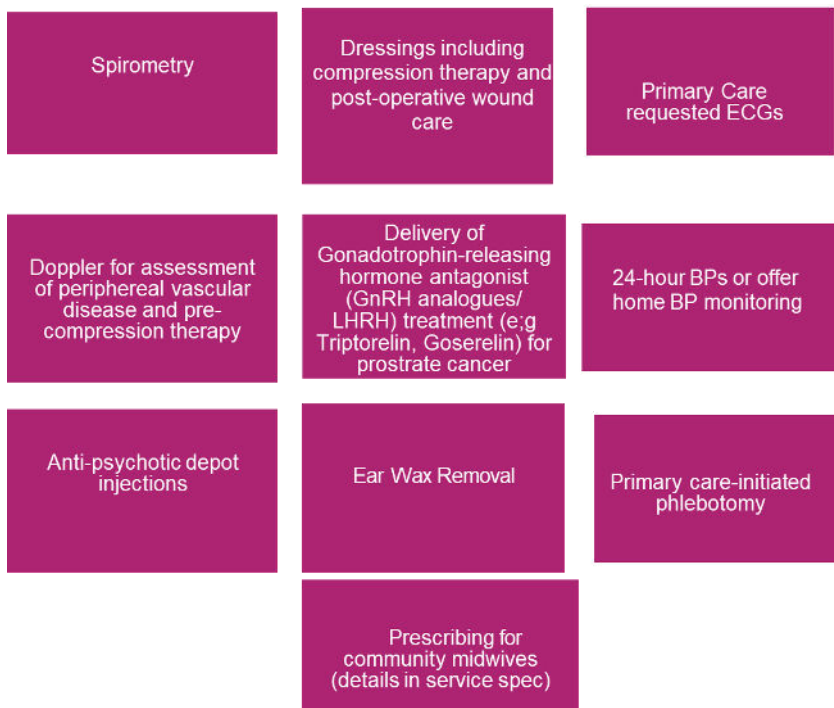 Spirometry
Dressings including
compression therapy and
post-operative wound
care
Primary Care
requested ECGs
Doppler for assessment
of periphereal vascular
disease and pre-
compression therapy
Delivery of
Gonadotrophin-releasing
hormone antagonist
(GnRH analogues/
LHRH) treatment (e;g
Triptorelin, Goserelin) for
prostrate cancer
24-hour BPs or offer
home BP monitoring
Anti-psychotic depot
injections
Ear Wax Removal
Primary care-initiated
phlebotomy
Prescribing for
community midwives
(details in service spec)